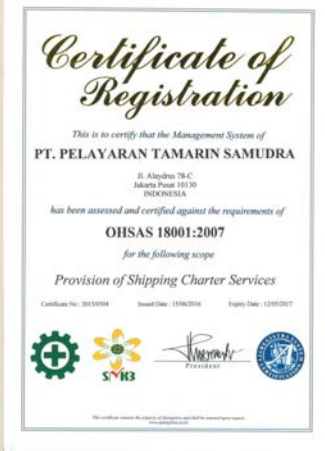 Certificate of
Registration
This is to certify that the Management System of
PT. PELAYARAN TAMARIN SAMUDRA
Jl. Alaydrus 78-C
Jakarta Pusat 10130
INDONESIA
has been assessed and certified against the requirements of
OHSAS 18001:2007
for the following scope
Provision of Shipping Charter Services
Certificate No : 2015/0504 Issued Date : 15/06/2016 Expiry Date : 12/05/2017
President
SMK3